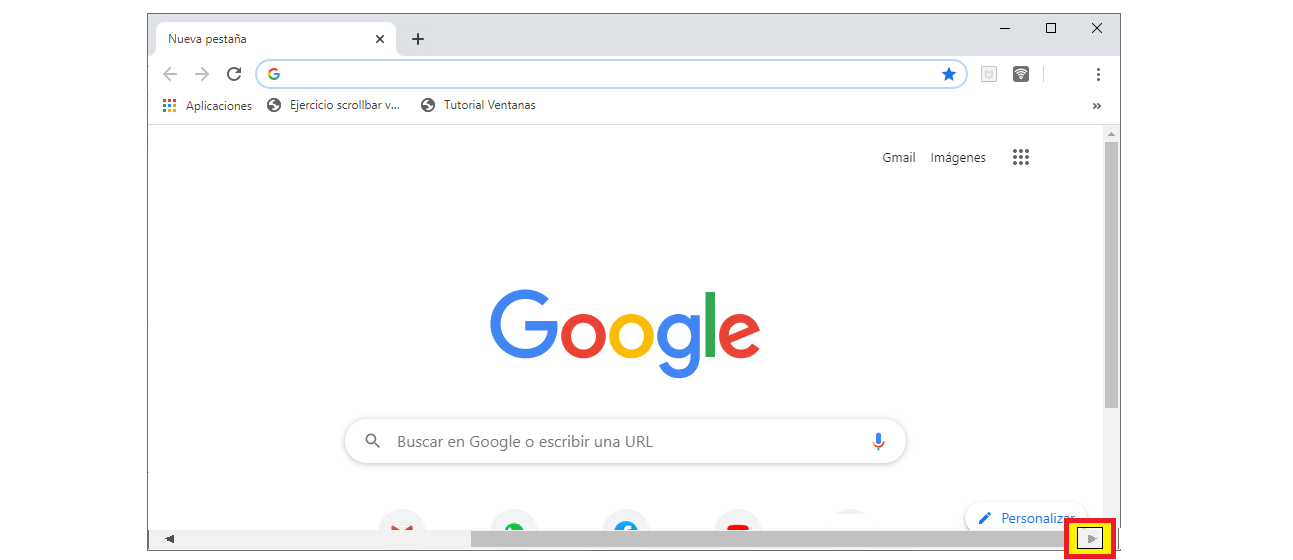 Nueva pestaña
Aplicaciones Ejercicio scrollbar v... Tutorial Ventanas
Gmail Imágenes
Google
Buscar en Google o escribir una URL
Personalizar